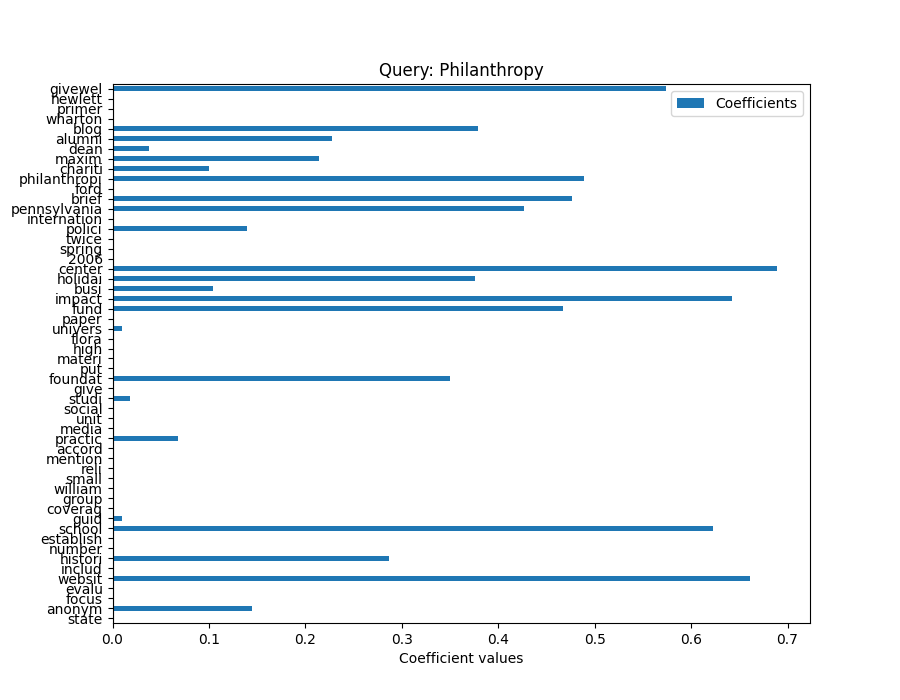 Query: Philanthropy
Coefficients
givewel
hewlett
primer
wharton
blog
alumni
dean
maxim
chariti
philanthropi
ford
brief
pennsylvania
internation
polici
twice
spring
2006
center
holidai
busi
impact
fund
paper
univers
flora
high
materi
put
foundat
give
studi
social
unit
media
practic
accord
mention
reli
small
william
group
coverag
guid
school
establish
number
histori
includ
websit
evalu
focus
anonym
state
0.0 0.1 0.2 0.3 0.4 0.5 0.6 0.7
Coefficient values